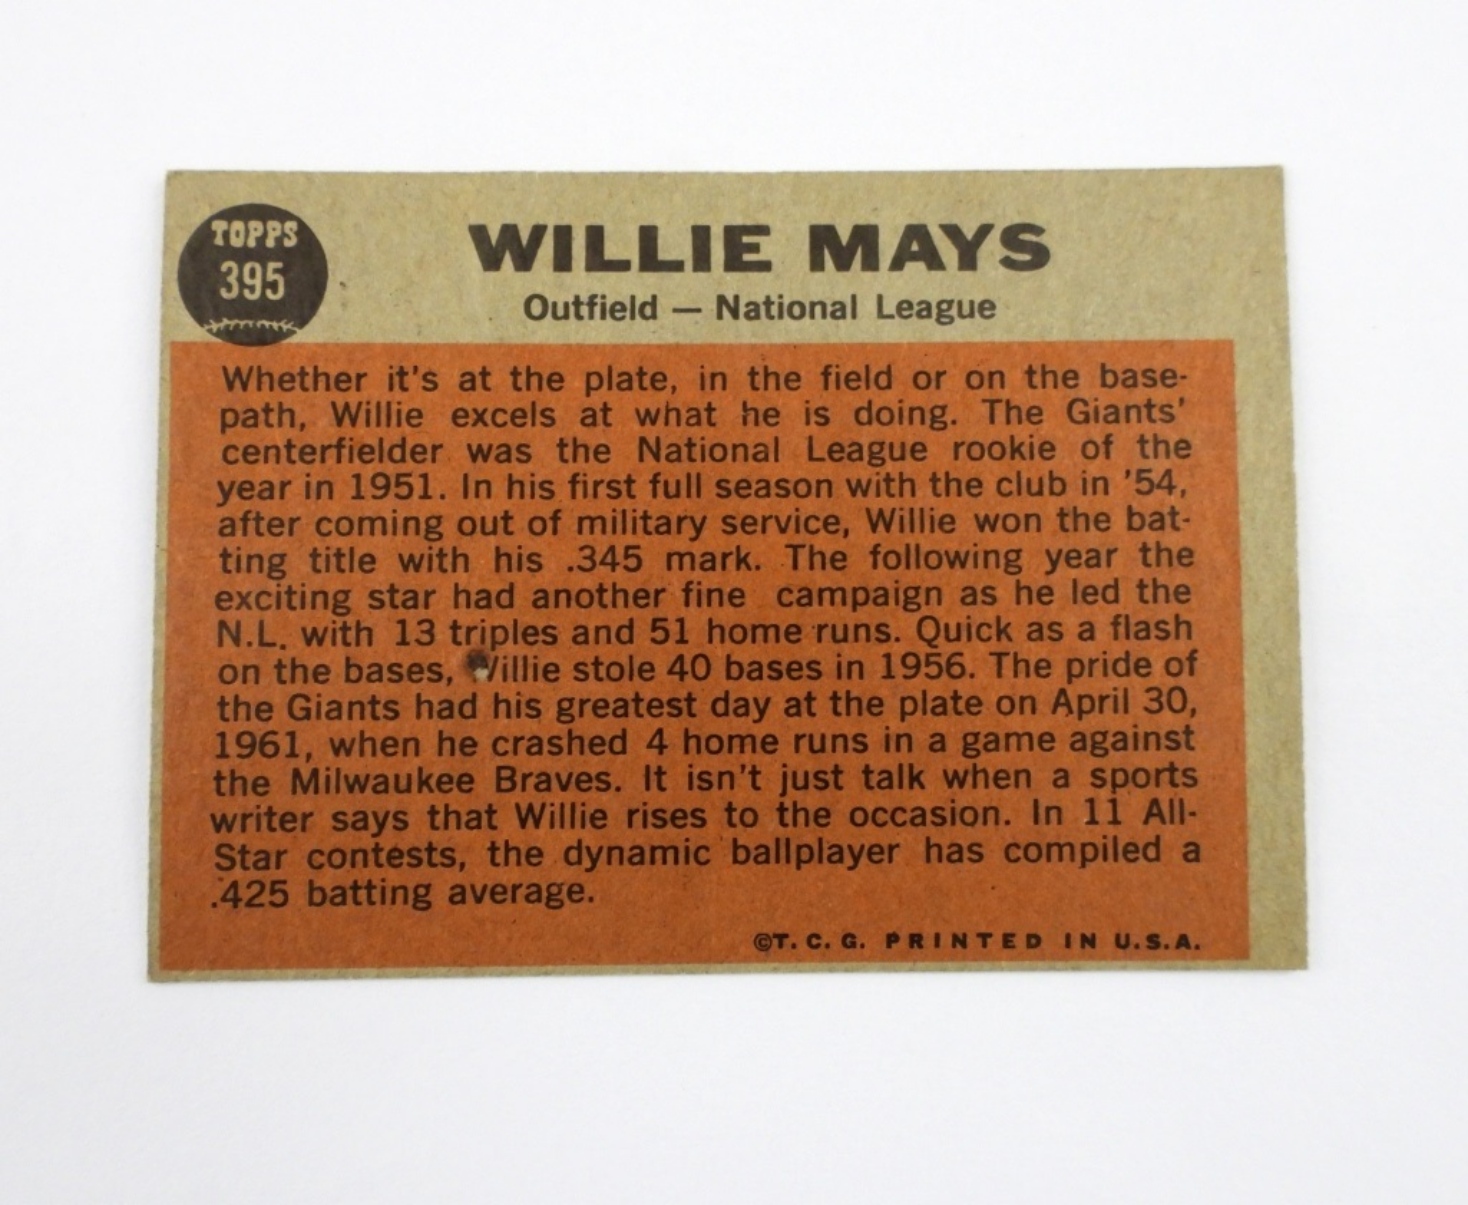 TOPPS
395
WILLIE MAYS
Outfield — National League
Whether it's at the plate, in the field or on the base-
path, Willie excels at what he is doing. The Giants'
centerfielder was the National League rookie of the
year in 1951. In his first full season with the club in '54,
after coming out of military service, Willie won the bat-
ting title with his .345 mark. The following year the
exciting star had another fine campaign as he led the
N.L. with 13 triples and 51 home runs. Quick as a flash
on the bases, Willie stole 40 bases in 1956. The pride of
the Giants had his greatest day at the plate on April 30,
1961, when he crashed 4 home runs in a game against
the Milwaukee Braves. It isn't just talk when a sports
writer says that Willie rises to the occasion. In 11 All-
Star contests, the dynamic ballplayer has compiled a
.425 batting average.
©T. C. G. PRINTED IN U.S.A.